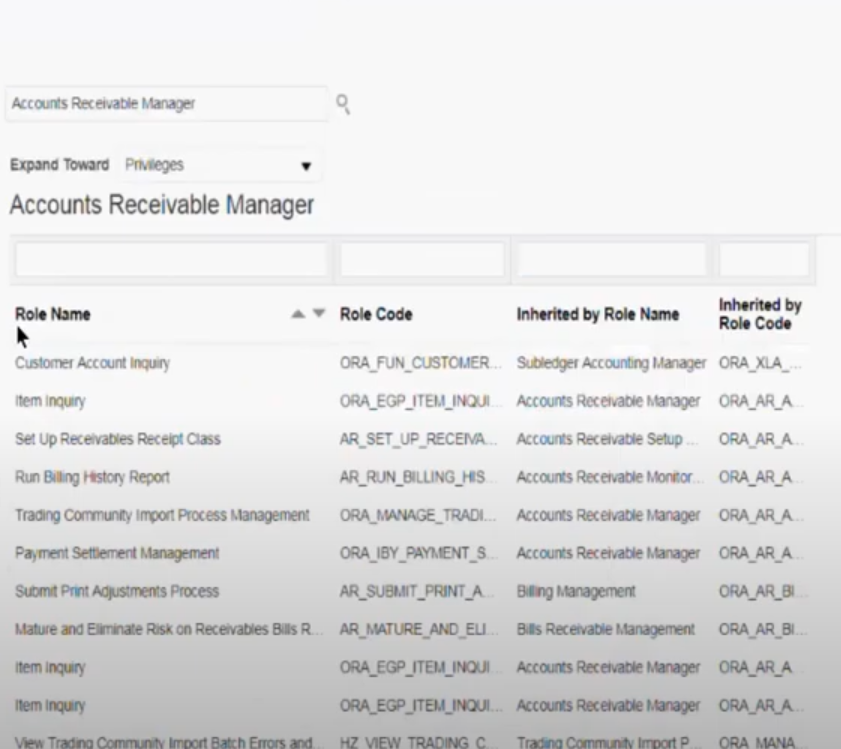 Accounts Receivable Manager
Expand Toward Privileges
Accounts Receivable Manager
Role Name Role Code Inherited by Role Name Inherited by Role Code
Customer Account Inquiry ORA_FUN_CUSTOMER... Subledger Accounting Manager ORA_XLA_...
Item Inquiry ORA_EGP_ITEM_INQUI... Accounts Receivable Manager ORA_AR_A...
Set Up Receivables Receipt Class AR_SET_UP_RECEIVA... Accounts Receivable Setup ... ORA_AR_A...
Run Billing History Report AR_RUN_BILLING_HIS... Accounts Receivable Monitor... ORA_AR_A...
Trading Community Import Process Management ORA_MANAGE_TRADI... Accounts Receivable Manager ORA_AR_A...
Payment Settlement Management ORA_IBY_PAYMENT_S... Accounts Receivable Manager ORA_AR_A...
Submit Print Adjustments Process AR_SUBMIT_PRINT_A... Billing Management ORA_AR_BI...
Mature and Eliminate Risk on Receivables Bills R... AR_MATURE_AND_ELI... Bills Receivable Management ORA_AR_BI...
Item Inquiry ORA_EGP_ITEM_INQUI... Accounts Receivable Manager ORA_AR_A...
Item Inquiry ORA_EGP_ITEM_INQUI... Accounts Receivable Manager ORA_AR_A...
View Trading Community Import Batch Errors and... HZ_VIEW_TRADING_C... Trading Community Import P... ORA_MANA...